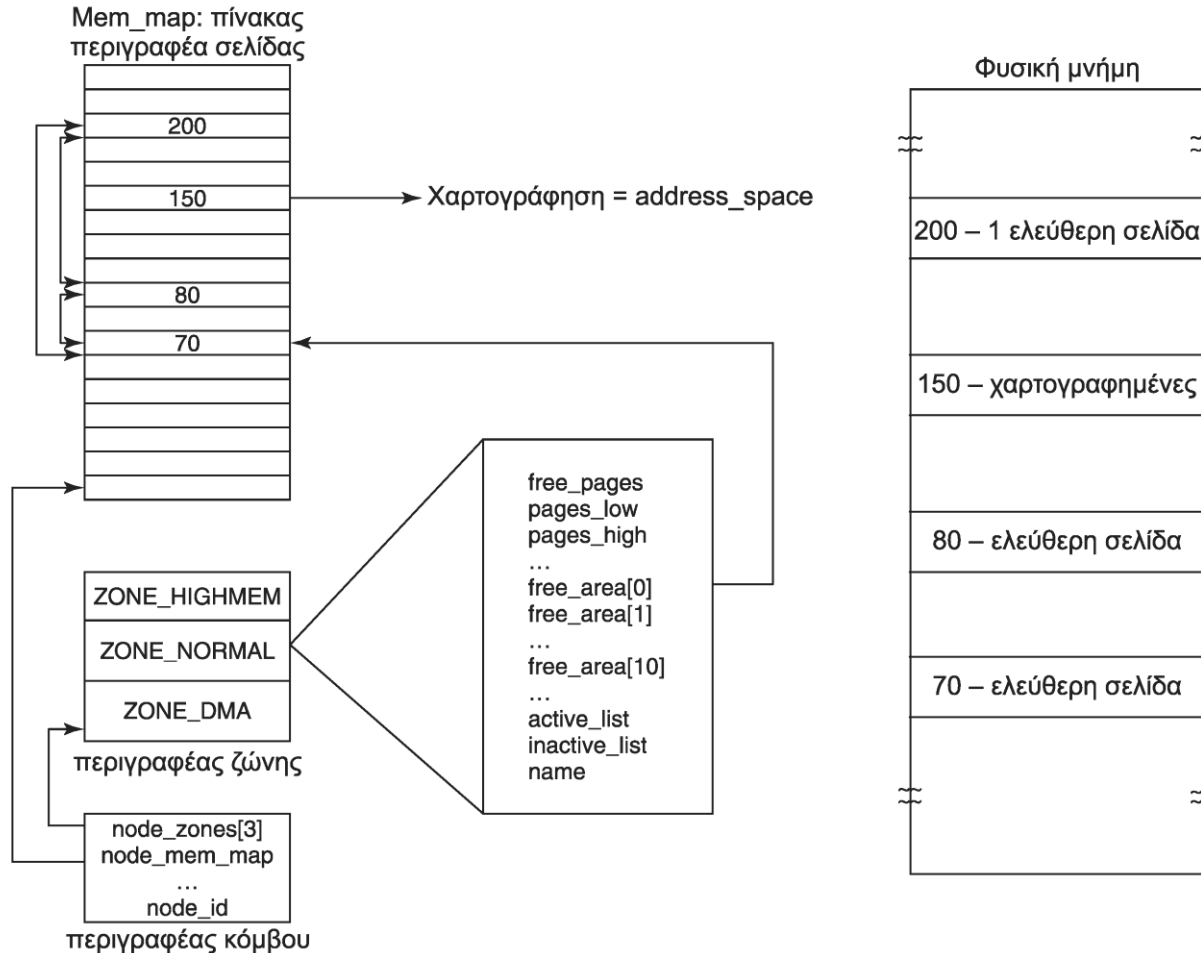 Mem_map: πίνακας
περιγραφέα σελίδας
200
150
80
70
Χαρτογράφηση = address_space
ZONE_HIGHMEM
ZONE_NORMAL
ZONE_DMA
περιγραφέας ζώνης
node_zones[3]
node_mem_map
...
node_id
περιγραφέας κόμβου
free_pages
pages_low
pages_high
...
free_area[0]
free_area[1]
...
free_area[10]
...
active_list
inactive_list
name
Φυσική μνήμη
200 – 1 ελεύθερη σελίδα
150 – χαρτογραφημένες
80 – ελεύθερη σελίδα
70 – ελεύθερη σελίδα